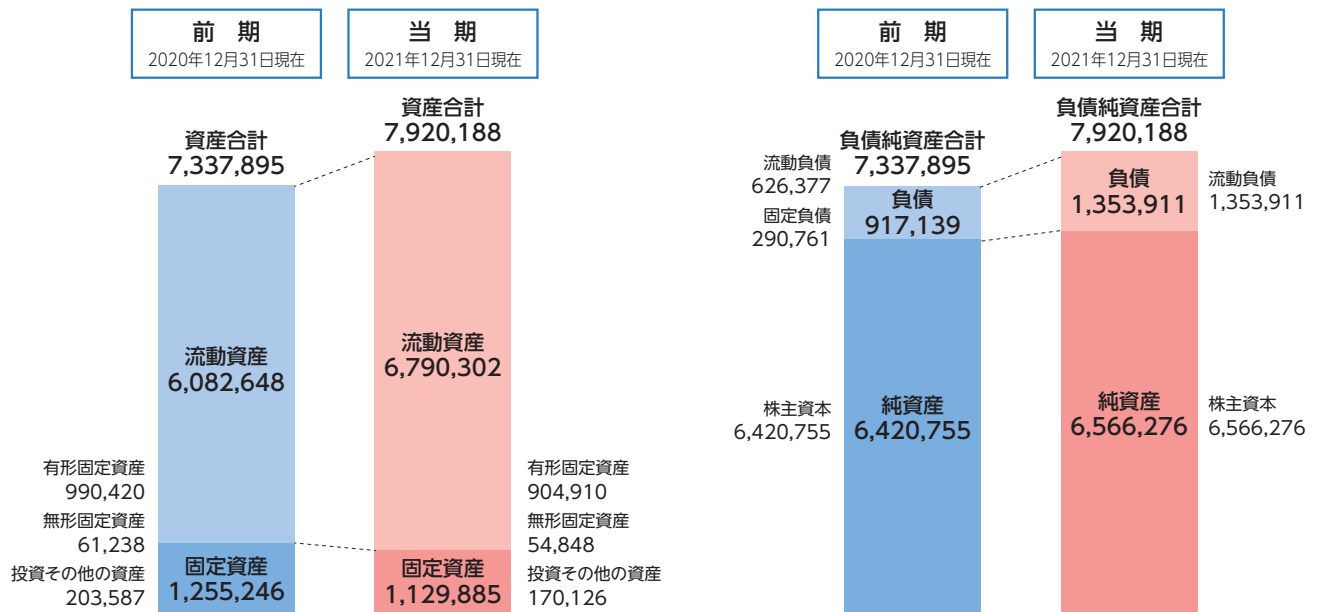 前 期
2020年12月31日現在
当 期
2021年12月31日現在
資産合計
7,337,895
資産合計
7,920,188
流動資産
6,082,648
流動資産
6,790,302
有形固定資産
990,420
無形固定資産
61,238
投資その他の資産
203,587
固定資産
1,255,246
固定資産
1,129,885
有形固定資産
904,910
無形固定資産
54,848
投資その他の資産
170,126
前 期
2020年12月31日現在
当 期
2021年12月31日現在
負債純資産合計
7,337,895
負債純資産合計
7,920,188
流動負債
626,377
固定負債
290,761
負債
917,139
負債
1,353,911
流動負債
1,353,911
株主資本
6,420,755
純資産
6,420,755
純資産
6,566,276
株主資本
6,566,276